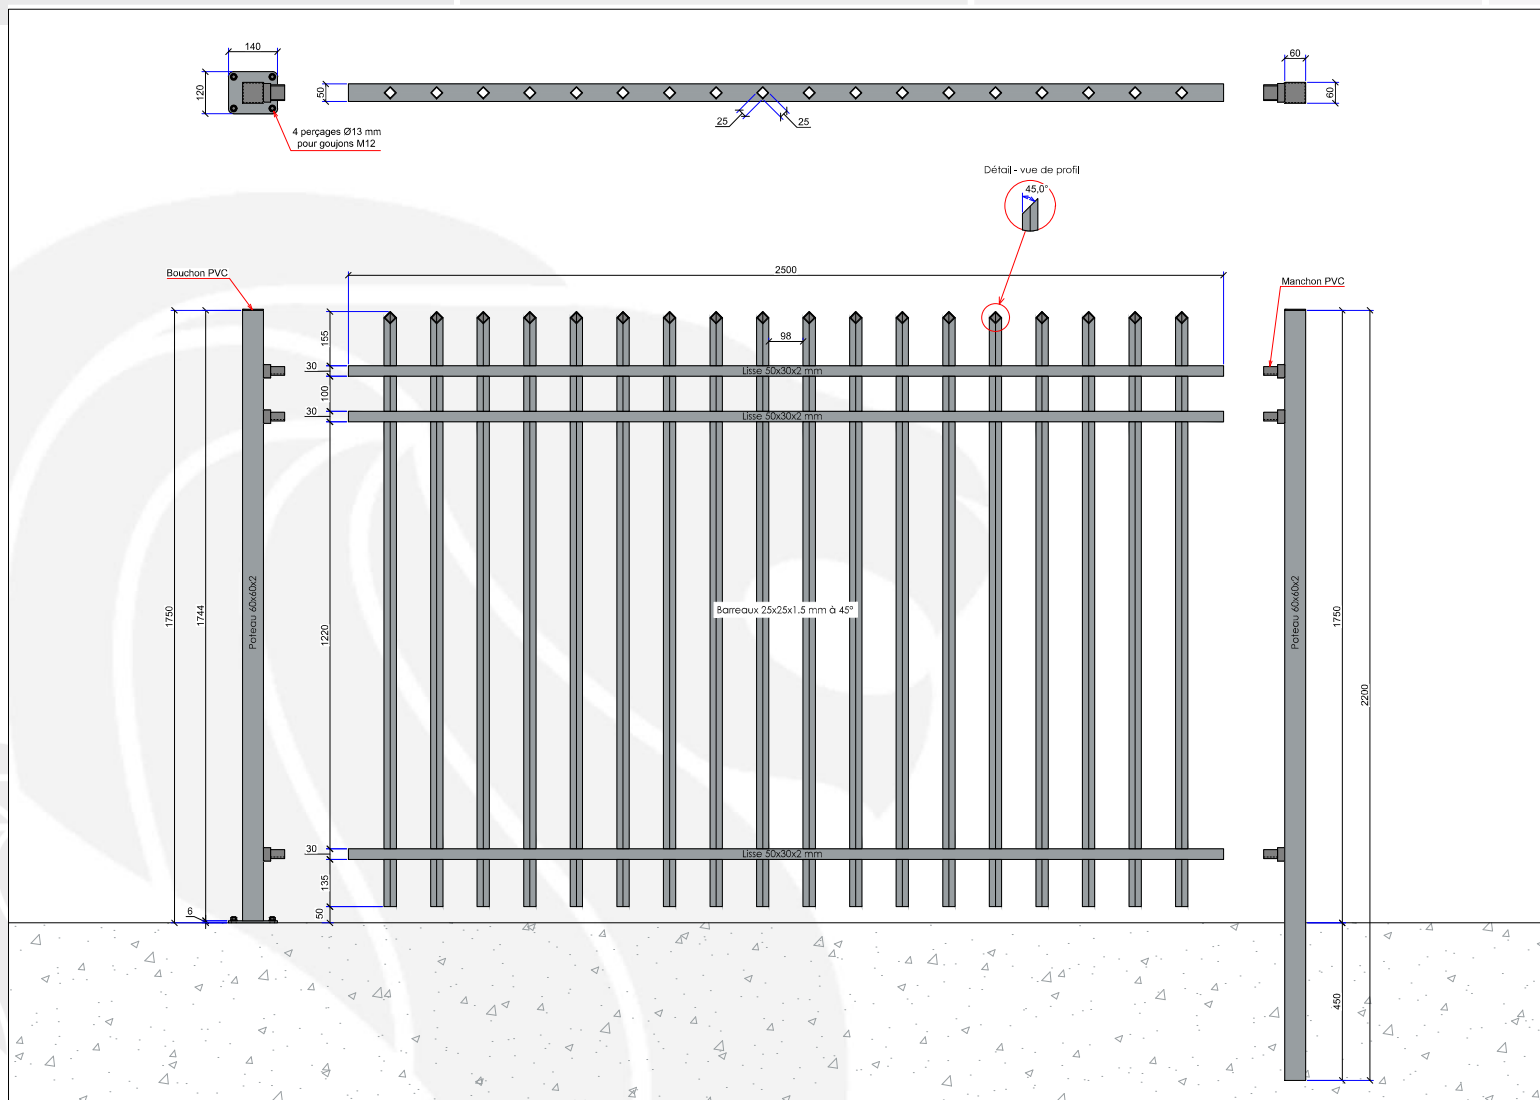 140
120
4 perçages Ø13 mm
pour goujons M12
50
25
25
60
60
Détail - vue de profil
45,0°
Bouchon PVC
2500
Manchon PVC
155
98
30
Lisse 50x30x2 mm
100
30
Lisse 50x30x2 mm
1750
1744
Poteau 60x60x2
1220
Barreaux 25x25x1.5 mm à 45°
Poteau 60x60x2
1750
2200
30
Lisse 50x30x2 mm
135
6
50
450